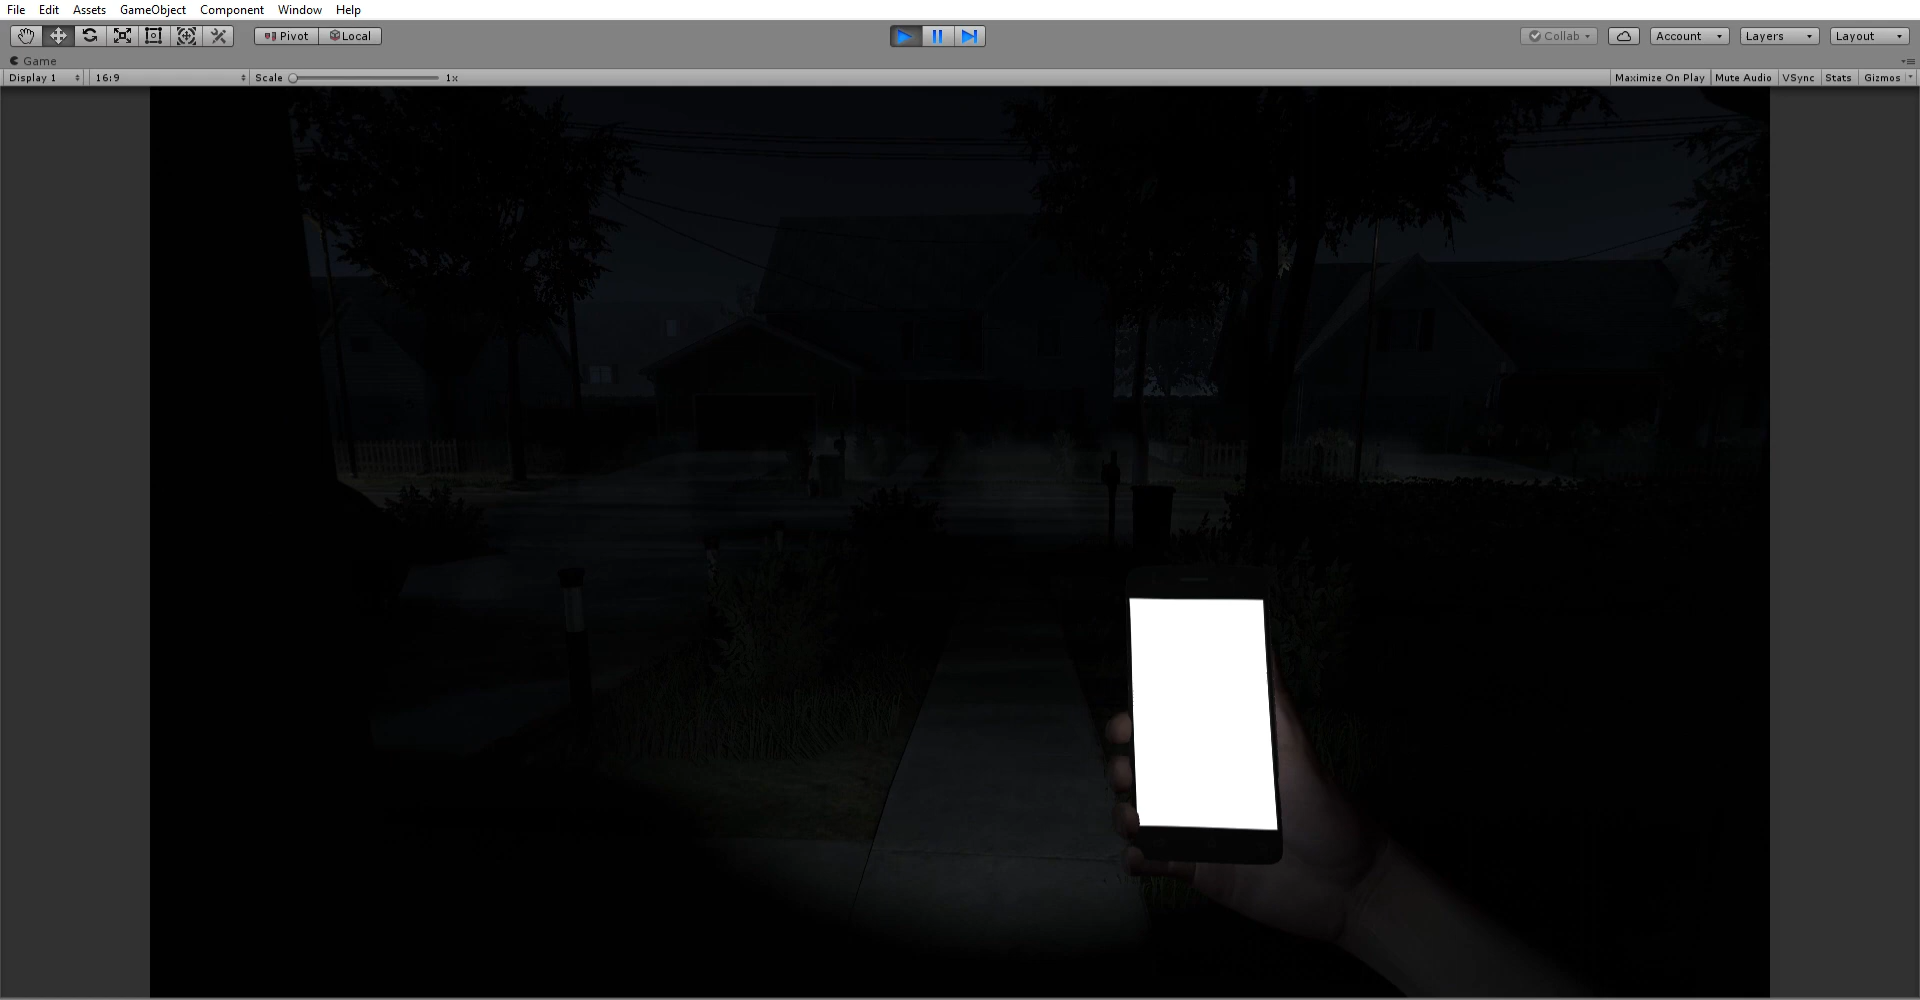 File Edit Assets GameObject Component Window Help
Pivot Local Collab Account Layers Layout
Game
Display 1 16:9 Scale 1x Maximize On Play Mute Audio VSync Stats Gizmos